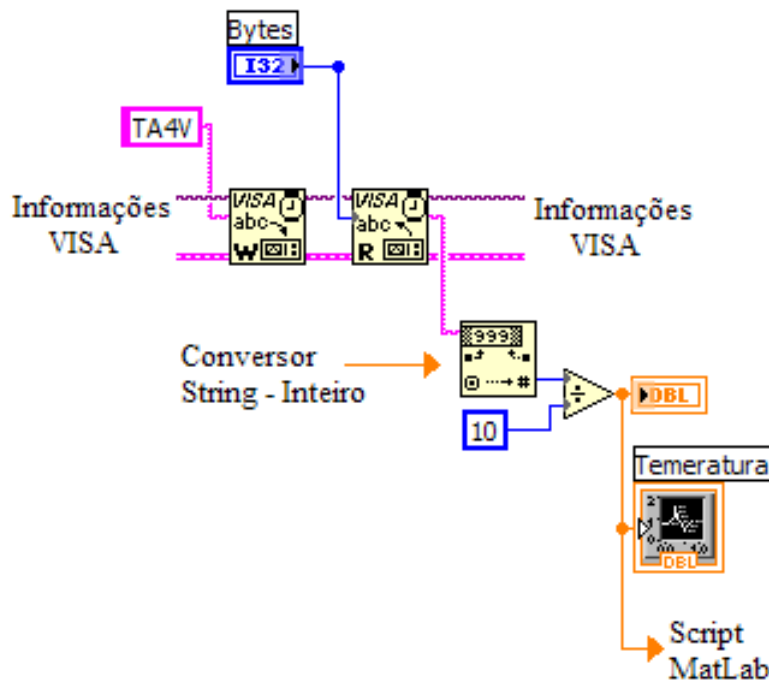 Bytes
I32
TA4V
VISA
abc
W
VISA
abc
R
Informações
VISA
Informações
VISA
999
#
Conversor
String - Inteiro
÷
10
DBL
Temeratura
DBL
Script
MatLab